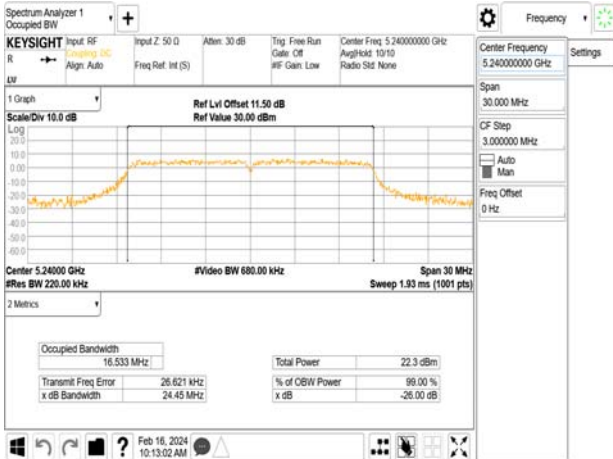 Spectrum Analyzer 1
Occupied BW
+
Frequency
KEYSIGHT
R
LVI
Input: RF
Coupling: DC
Align: Auto
Input Z: 50 Ω
Freq Ref: Int (S)
Atten: 30 dB
Trig: Free Run
Gate: Off
#IF Gain: Low
Center Freq: 5.240000000 GHz
Avg|Hold: 10/10
Radio Std: None
Center Frequency
5.240000000 GHz
Settings
Span
30.000 MHz
CF Step
3.000000 MHz
Auto
Man
Freq Offset
0 Hz
1 Graph
Scale/Div 10.0 dB
Ref Lvl Offset 11.50 dB
Ref Value 30.00 dBm
Log
20.0
10.0
0.00
-10.0
-20.0
-30.0
-40.0
-50.0
-60.0
Center 5.24000 GHz
#Video BW 680.00 kHz
Span 30 MHz
#Res BW 220.00 kHz
Sweep 1.93 ms (1001 pts)
2 Metrics
Occupied Bandwidth
16.533 MHz
Total Power
22.3 dBm
Transmit Freq Error
26.621 kHz
% of OBW Power
99.00 %
x dB Bandwidth
24.45 MHz
x dB
-26.00 dB
?
Feb 16, 2024
10:13:02 AM